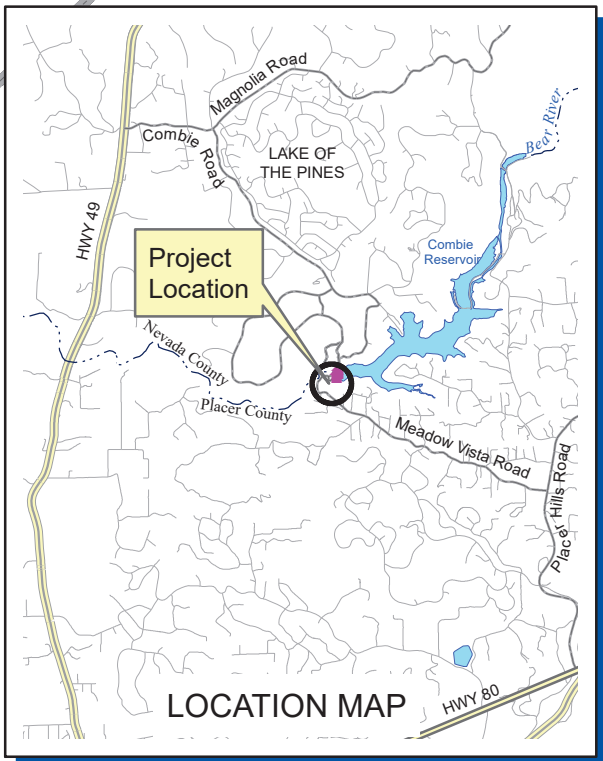 Magnolia Road
Combie Road
LAKE OF
THE PINES
Bear River
HWY 49
Combie
Reservoir
Project
Location
Nevada County
Placer County
Meadow Vista Road
Placer Hills Road
LOCATION MAP
HWY 80